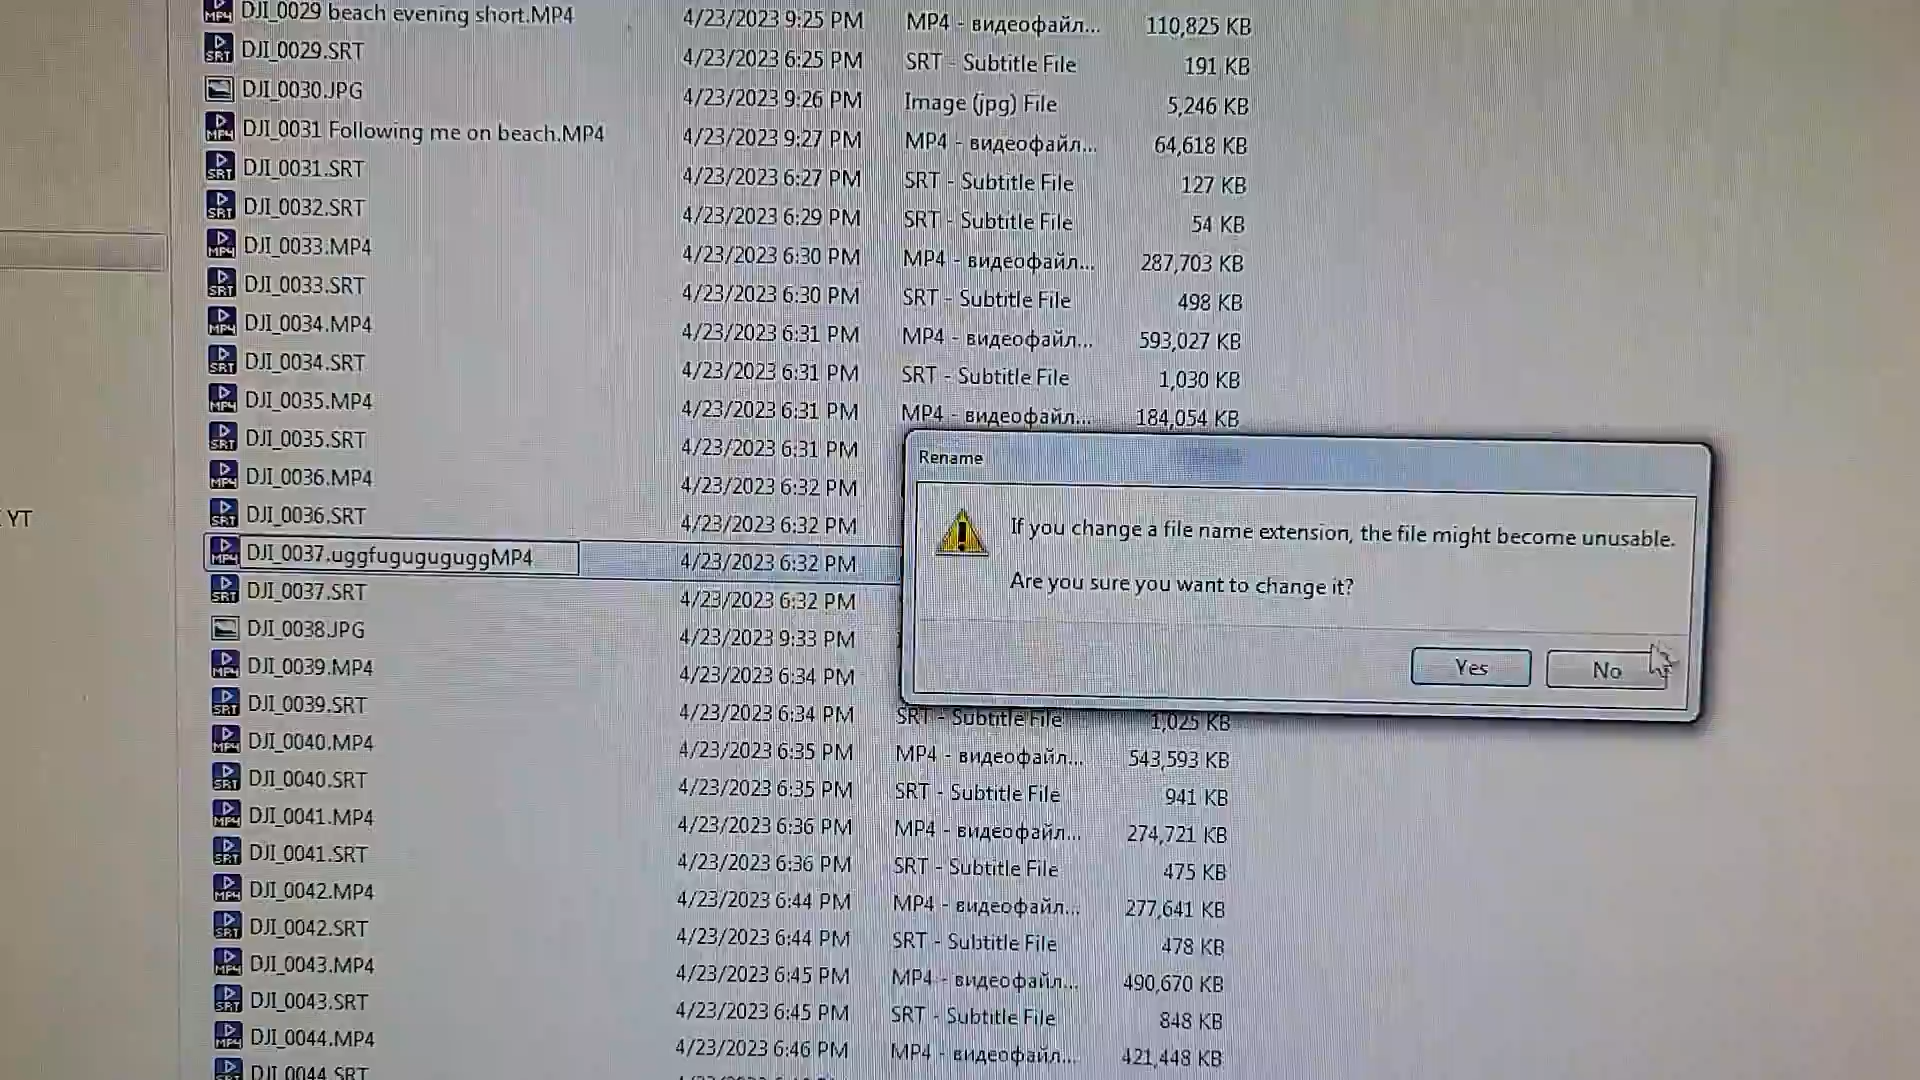 DJI_0029 beach evening short.MP4 4/23/2023 9:25 PM MP4 - видеофайл... 110,825 KB
DJI_0029.SRT 4/23/2023 6:25 PM SRT - Subtitle File 191 KB
DJI_0030.JPG 4/23/2023 9:26 PM Image (jpg) File 5,246 KB
DJI_0031 Following me on beach.MP4 4/23/2023 9:27 PM MP4 - видеофайл... 64,618 KB
DJI_0031.SRT 4/23/2023 6:27 PM SRT - Subtitle File 127 KB
DJI_0032.SRT 4/23/2023 6:29 PM SRT - Subtitle File 54 KB
DJI_0033.MP4 4/23/2023 6:30 PM MP4 - видеофайл... 287,703 KB
DJI_0033.SRT 4/23/2023 6:30 PM SRT - Subtitle File 498 KB
DJI_0034.MP4 4/23/2023 6:31 PM MP4 - видеофайл... 593,027 KB
DJI_0034.SRT 4/23/2023 6:31 PM SRT - Subtitle File 1,030 KB
DJI_0035.MP4 4/23/2023 6:31 PM MP4 - видеофайл... 184,054 KB
DJI_0035.SRT 4/23/2023 6:31 PM
DJI_0036.MP4 4/23/2023 6:32 PM
DJI_0036.SRT 4/23/2023 6:32 PM
YT
DJI_0037.uggfuguguguggMP4 4/23/2023 6:32 PM
DJI_0037.SRT 4/23/2023 6:32 PM
DJI_0038.JPG 4/23/2023 9:33 PM
DJI_0039.MP4 4/23/2023 6:34 PM
Rename
If you change a file name extension, the file might become unusable.
Are you sure you want to change it?
Yes No
DJI_0039.SRT 4/23/2023 6:34 PM SRT - Subtitle File 1,025 KB
DJI_0040.MP4 4/23/2023 6:35 PM MP4 - видеофайл... 543,593 KB
DJI_0040.SRT 4/23/2023 6:35 PM SRT - Subtitle File 941 KB
DJI_0041.MP4 4/23/2023 6:36 PM MP4 - видеофайл... 274,721 KB
DJI_0041.SRT 4/23/2023 6:36 PM SRT - Subtitle File 475 KB
DJI_0042.MP4 4/23/2023 6:44 PM MP4 - видеофайл... 277,641 KB
DJI_0042.SRT 4/23/2023 6:44 PM SRT - Subtitle File 478 KB
DJI_0043.MP4 4/23/2023 6:45 PM MP4 - видеофайл... 490,670 KB
DJI_0043.SRT 4/23/2023 6:45 PM SRT - Subtitle File 848 KB
DJI_0044.MP4 4/23/2023 6:46 PM MP4 - видеофайл... 421,448 KB
DJI_0044.SRT